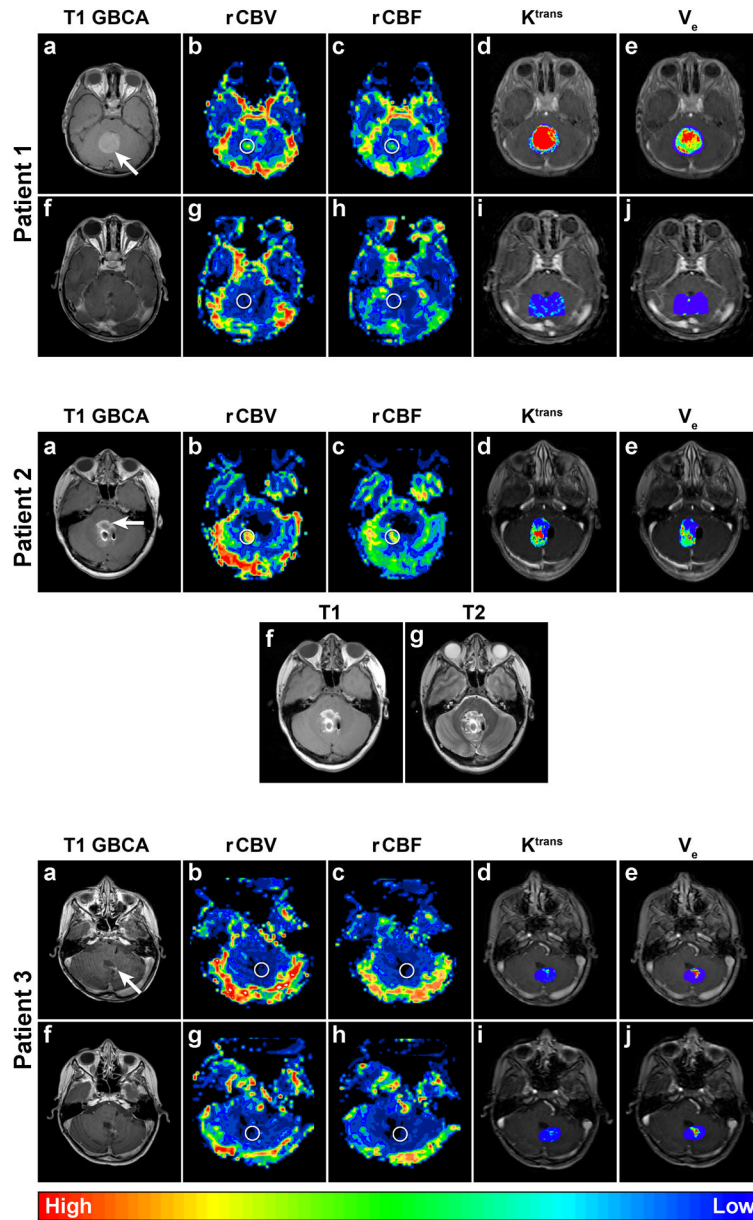 T1 GBCA rCBV rCBF Kᵗʳᵃⁿˢ Vₑ
Patient 1
a b c d e
f g h i j
T1 GBCA rCBV rCBF Kᵗʳᵃⁿˢ Vₑ
Patient 2
a b c d e
T1 T2
f g
T1 GBCA rCBV rCBF Kᵗʳᵃⁿˢ Vₑ
Patient 3
a b c d e
f g h i j
High Low